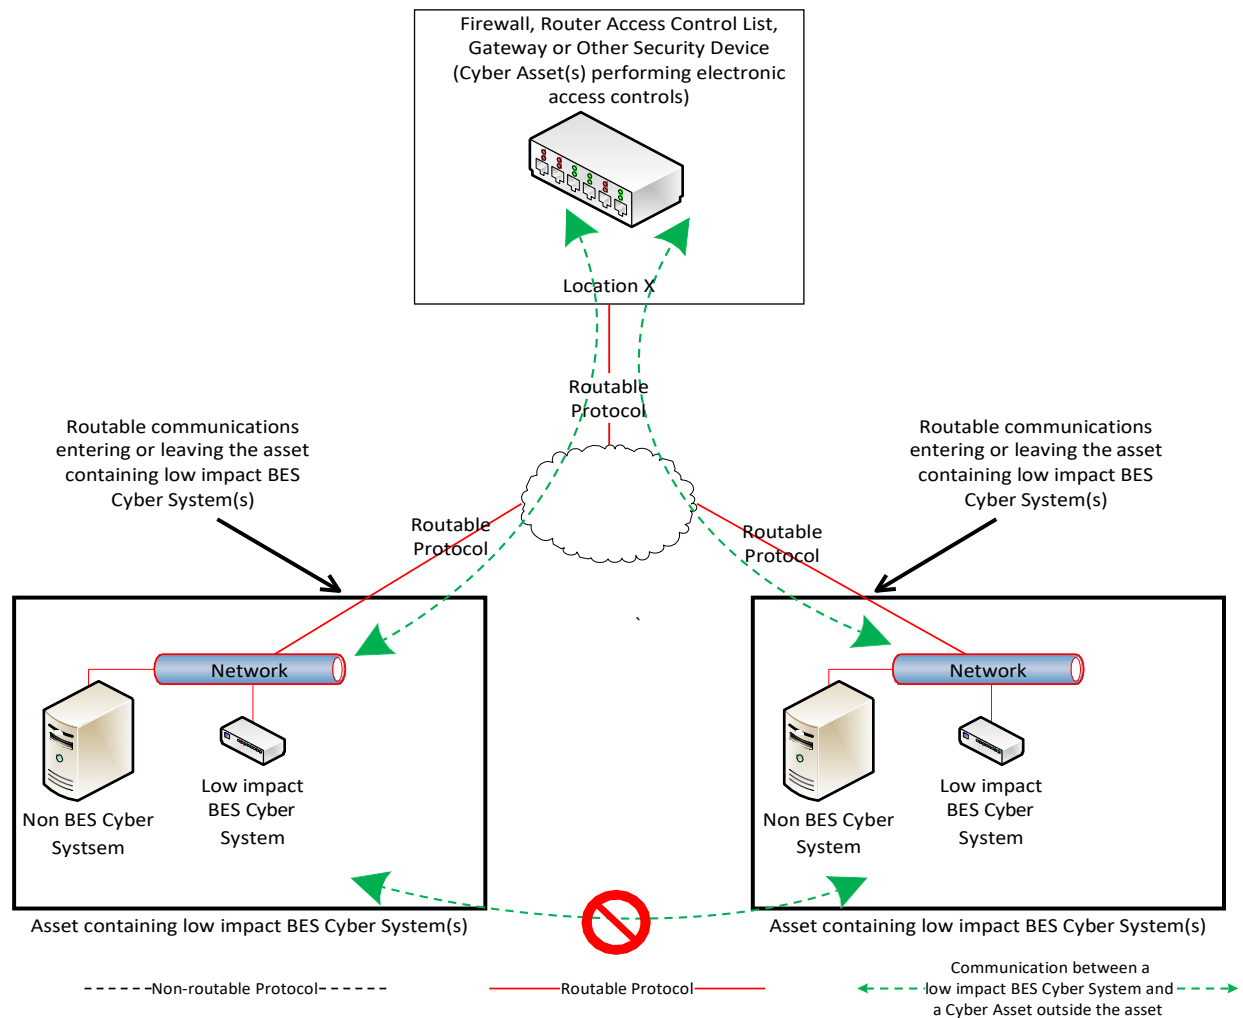 Firewall, Router Access Control List,
Gateway or Other Security Device
(Cyber Asset(s) performing electronic
access controls)
Location X
Routable
Protocol
Routable communications
entering or leaving the asset
containing low impact BES
Cyber System(s)
Routable communications
entering or leaving the asset
containing low impact BES
Cyber System(s)
Routable
Protocol
Routable
Protocol
`
Network
Network
Non BES Cyber
Systsem
Low impact
BES Cyber
System
Non BES Cyber
System
Low impact
BES Cyber
System
Asset containing low impact BES Cyber System(s)
Asset containing low impact BES Cyber System(s)
Non-routable Protocol
Routable Protocol
Communication between a
low impact BES Cyber System and
a Cyber Asset outside the asset